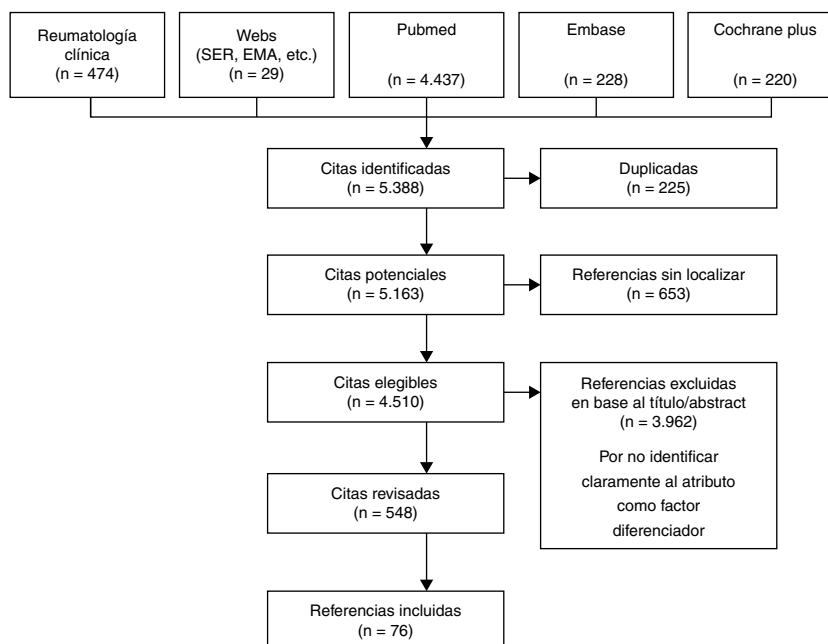 Reumatología
clínica
(n = 474)
Webs
(SER, EMA, etc.)
(n = 29)
Pubmed
(n = 4.437)
Embase
(n = 228)
Cochrane plus
(n = 220)
Citas identificadas
(n = 5.388)
Duplicadas
(n = 225)
Citas potenciales
(n = 5.163)
Referencias sin localizar
(n = 653)
Citas elegibles
(n = 4.510)
Referencias excluidas
en base al título/abstract
(n = 3.962)
Por no identificar
claramente al atributo
como factor
diferenciador
Citas revisadas
(n = 548)
Referencias incluidas
(n = 76)